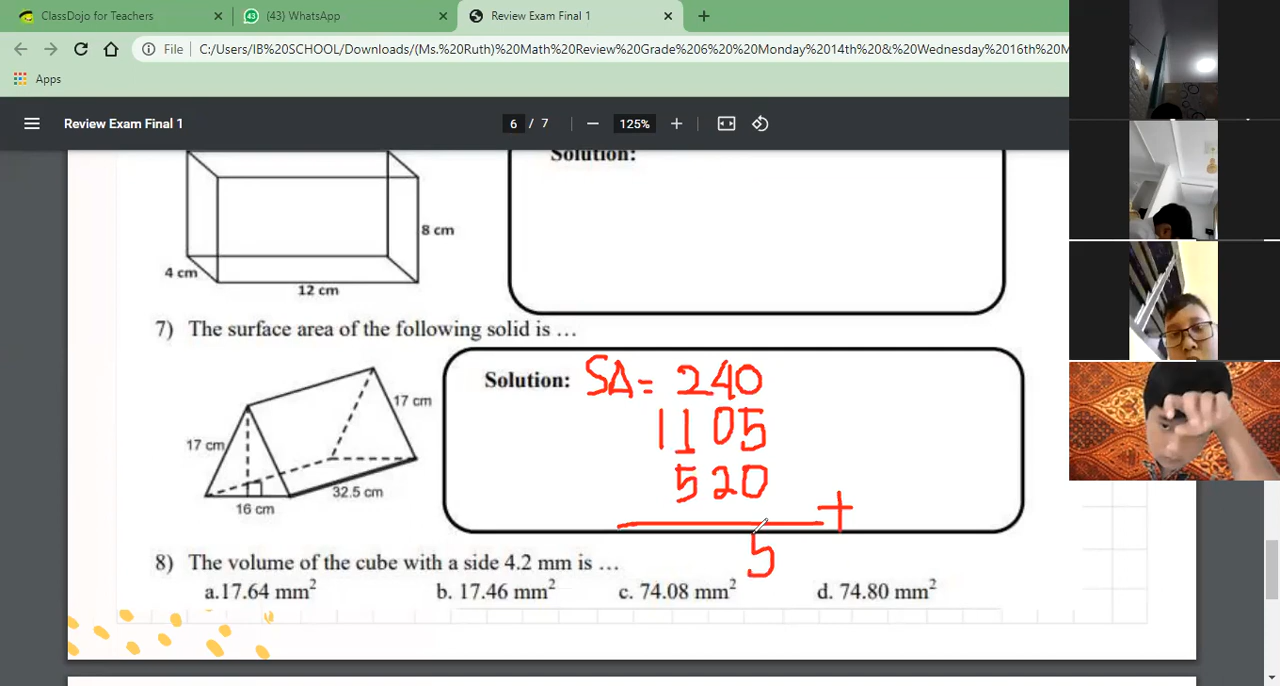 ClassDojo for Teachers
(43) WhatsApp
Review Exam Final 1
File
C:/Users/IB%20SCHOOL/Downloads/(Ms.%20Ruth)%20Math%20Review%20Grade%206%20%20Monday%2014th%20&%20Wednesday%2016th%20M
Apps
Review Exam Final 1
6 / 7
125%
Solution:
8 cm
4 cm
12 cm
7) The surface area of the following solid is …
17 cm
17 cm
32.5 cm
16 cm
Solution: SA = 240
1105
520
+
5
8) The volume of the cube with a side 4.2 mm is …
a.17.64 mm² b. 17.46 mm² c. 74.08 mm² d. 74.80 mm²